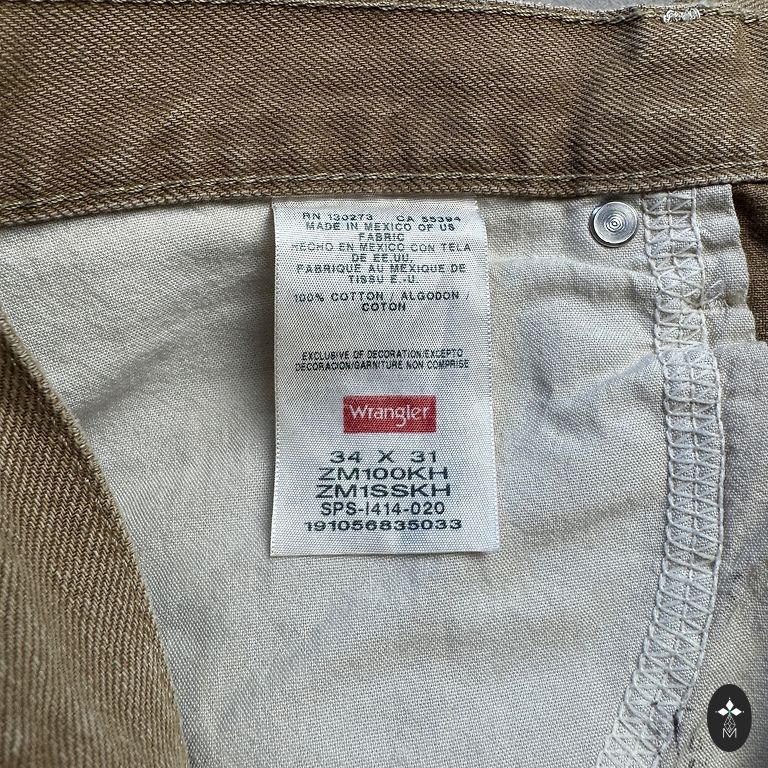 RN 130273 CA 55394
MADE IN MEXICO OF US
FABRIC
HECHO EN MEXICO CON TELA
DE EE.UU.
FABRIQUE AU MEXIQUE DE
TISSU E.-U.
100% COTTON / ALGODON /
COTON
EXCLUSIVE OF DECORATION/EXCEPTO
DECORACION/GARNITURE NON COMPRISE
Wrangler
34 X 31
ZM100KH
ZM1SSKH
SPS-I414-020
191056835033
M